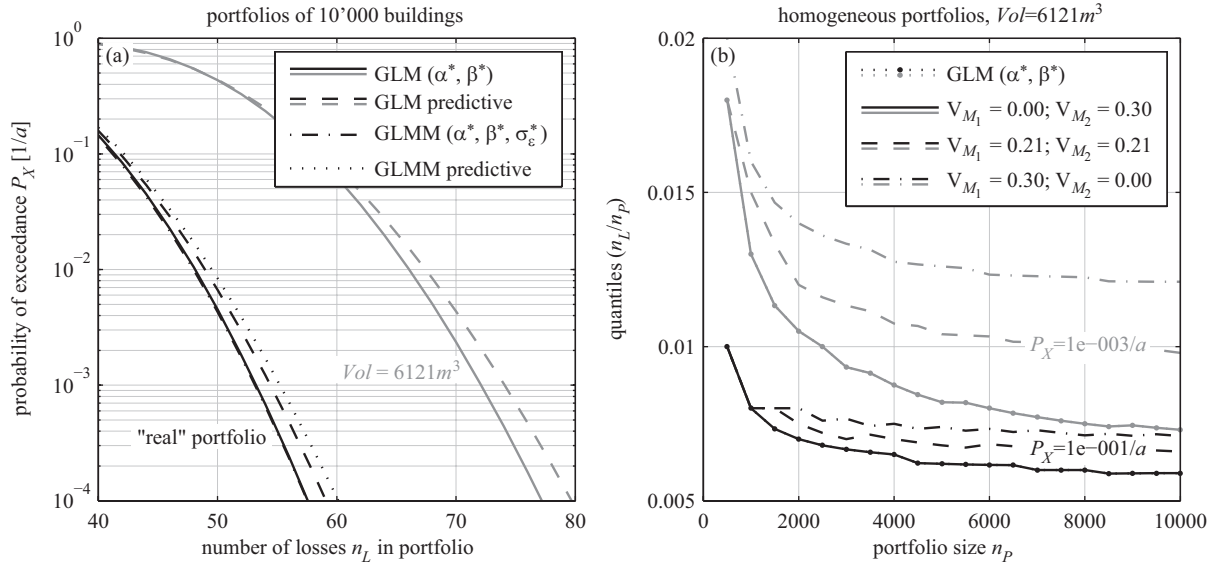 portfolios of 10'000 buildings
(a)
GLM (α*, β*)
GLM predictive
GLMM (α*, β*, σε*)
GLMM predictive
Vol = 6121m³
"real" portfolio
probability of exceedance P_X [1/a]
10⁰
10⁻¹
10⁻²
10⁻³
10⁻⁴
40 50 60 70 80
number of losses n_L in portfolio
homogeneous portfolios, Vol=6121m³
(b)
GLM (α*, β*)
V_M₁ = 0.00; V_M₂ = 0.30
V_M₁ = 0.21; V_M₂ = 0.21
V_M₁ = 0.30; V_M₂ = 0.00
P_X=1e−003/a
P_X=1e−001/a
quantiles (n_L/n_P)
0.02
0.015
0.01
0.005
0 2000 4000 6000 8000 10000
portfolio size n_P